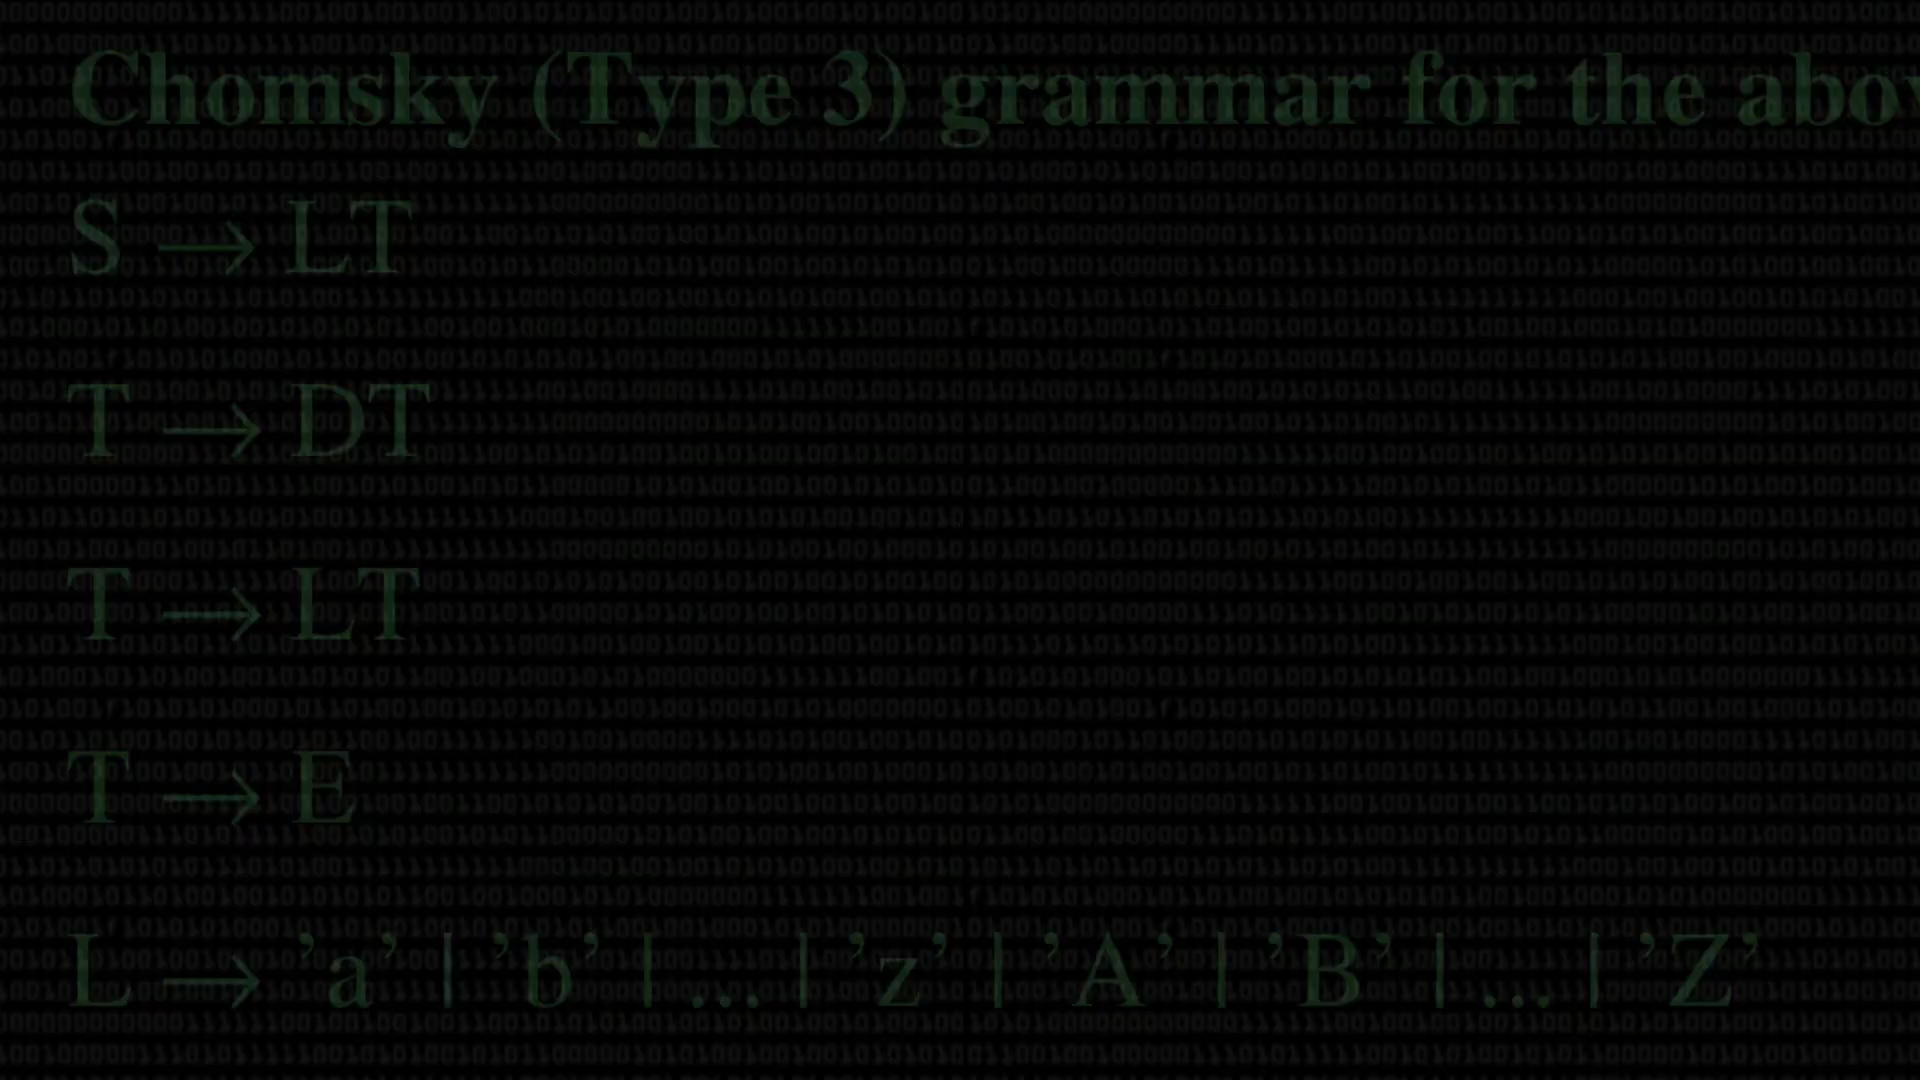 Chomsky (Type 3) grammar for the abov
S → LT
T → DT
T → LT
T → E
L → ’a’ | ’b’ | ... | ’z’ | ’A’ | ’B’ | ... | ’Z’